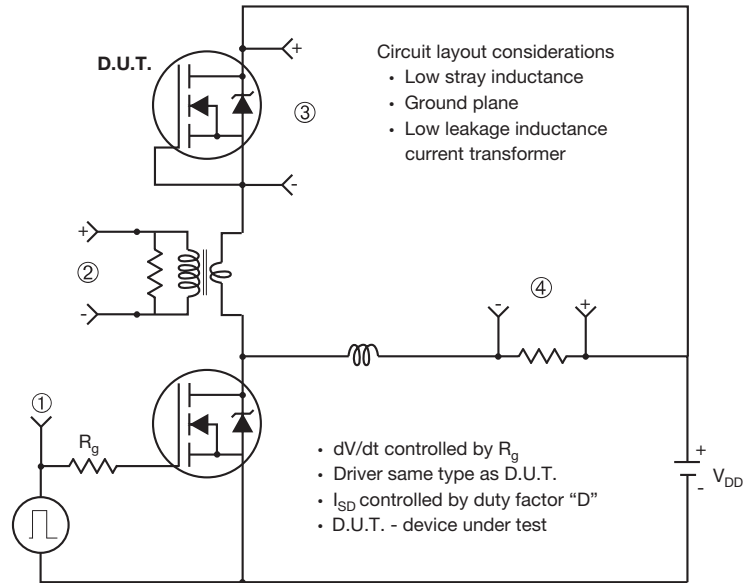 D.U.T.
+
Circuit layout considerations
• Low stray inductance
• Ground plane
• Low leakage inductance
current transformer
③
-
+
②
-
④
-
+
①
Rg
• dV/dt controlled by Rg
• Driver same type as D.U.T.
• ISD controlled by duty factor “D”
• D.U.T. - device under test
+
-
VDD